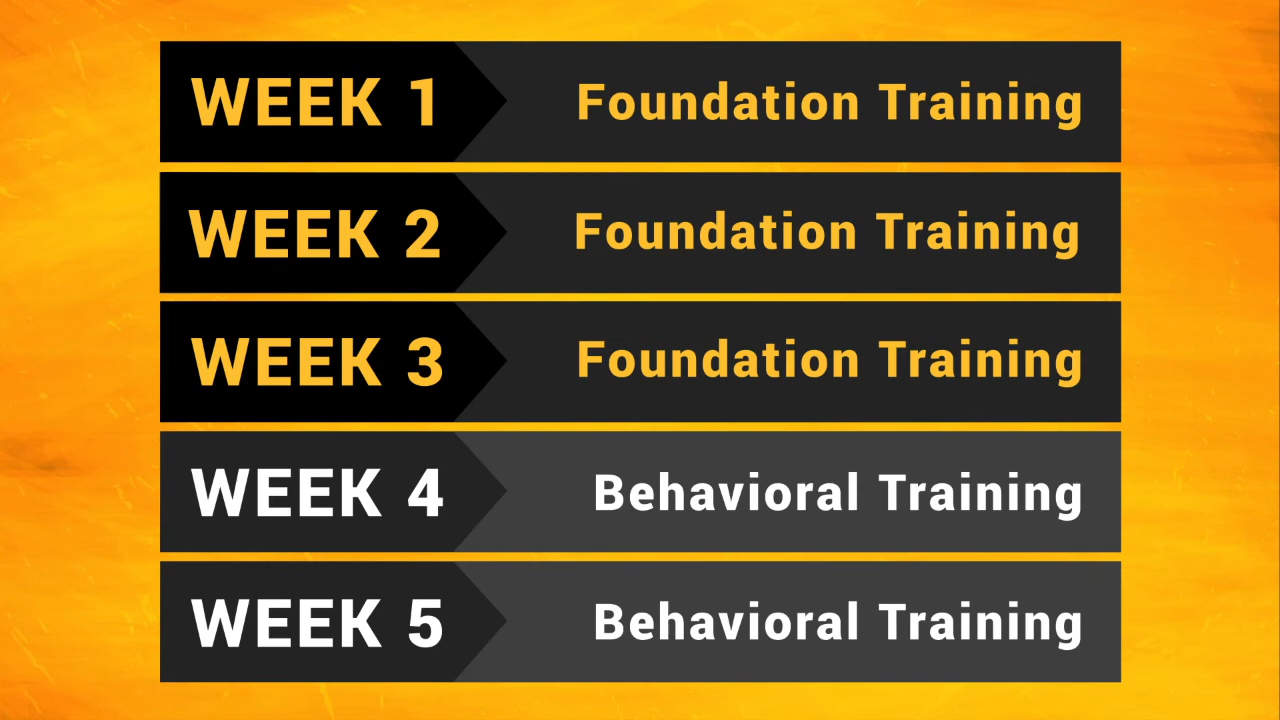 WEEK 1 Foundation Training
WEEK 2 Foundation Training
WEEK 3 Foundation Training
WEEK 4 Behavioral Training
WEEK 5 Behavioral Training